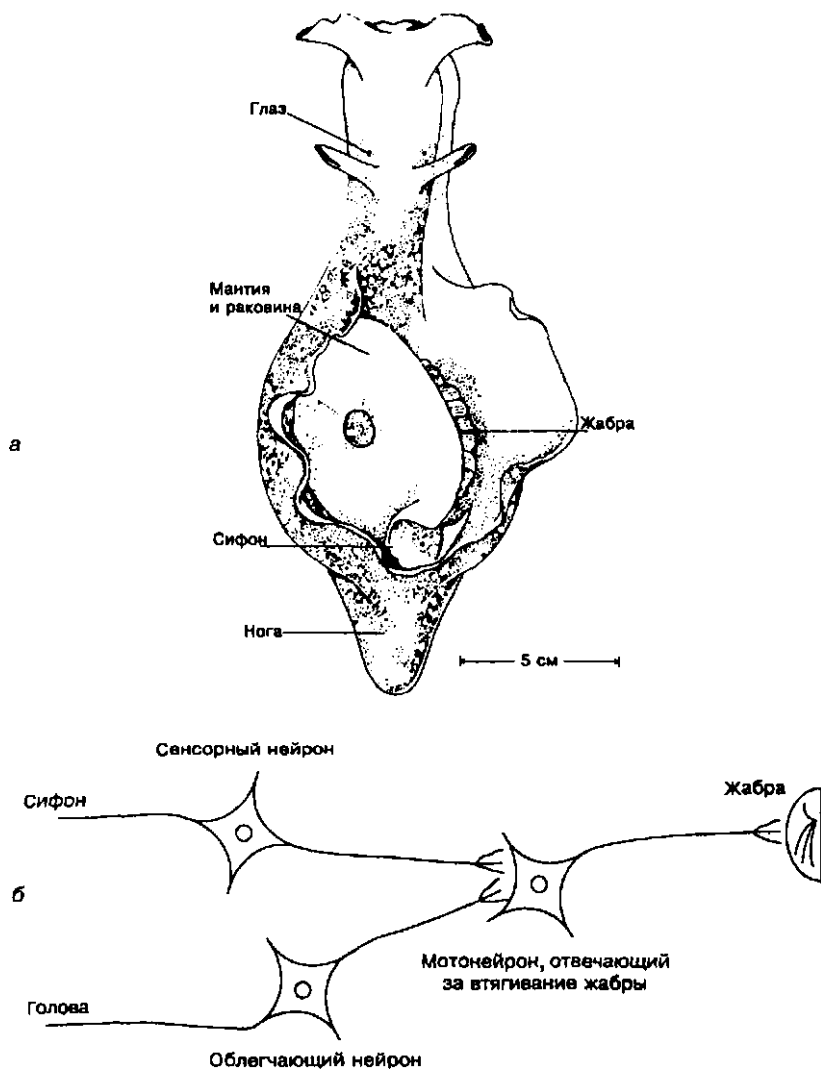 Глаз
Мантия
и раковина
Жабра
а
Сифон
Нога
5 см
Сенсорный нейрон
Сифон
Жабра
б
Мотонейрон, отвечающий
за втягивание жабры
Голова
Облегчающий нейрон